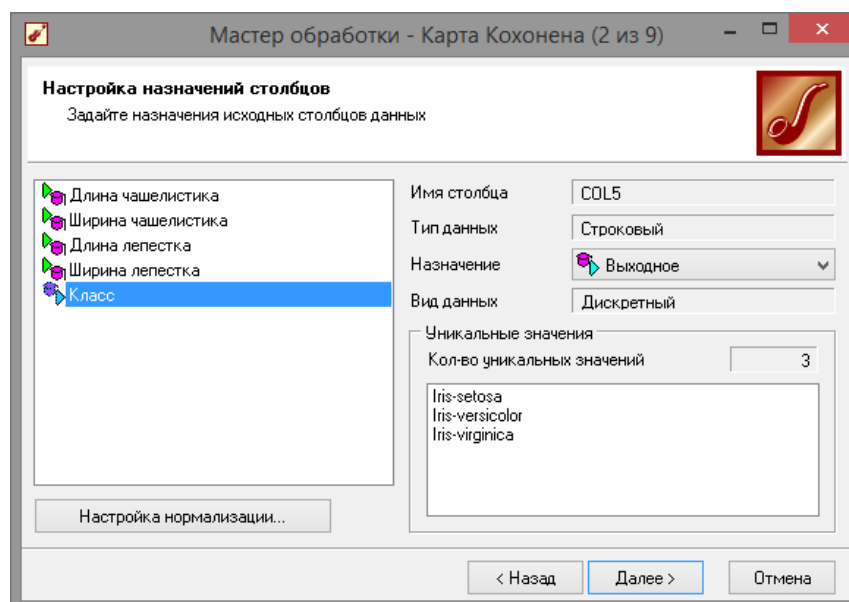 Мастер обработки - Карта Кохонена (2 из 9)
Настройка назначений столбцов
Задайте назначения исходных столбцов данных
Длина чашелистика
Ширина чашелистика
Длина лепестка
Ширина лепестка
Класс
Настройка нормализации...
Имя столбца
COL5
Тип данных
Строковый
Назначение
Выходное
Вид данных
Дискретный
Уникальные значения
Кол-во уникальных значений
3
Iris-setosa
Iris-versicolor
Iris-virginica
< Назад
Далее >
Отмена